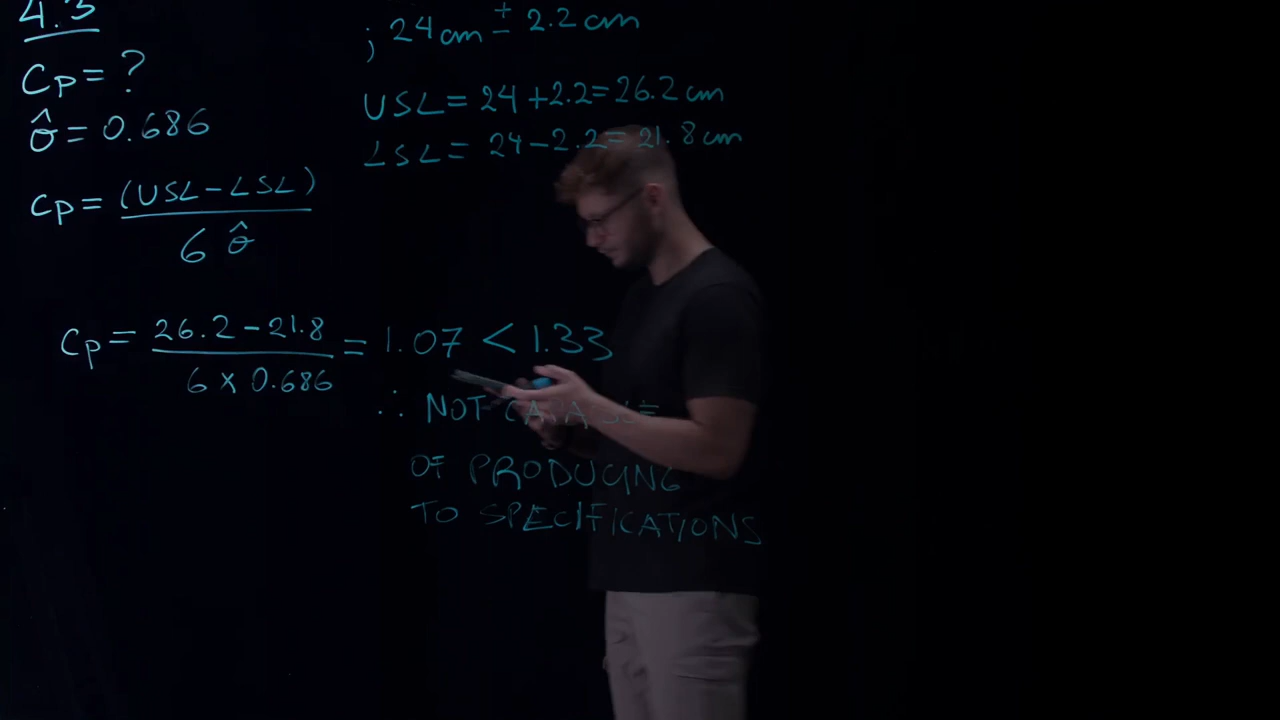 4.3
Cp = ?
σ̂ = 0.686
Cp = (USL - LSL) / 6 σ̂
; 24 cm ± 2.2 cm
USL = 24 + 2.2 = 26.2 cm
LSL = 24 - 2.2 = 21.8 cm
Cp = 26.2 - 21.8 / 6 x 0.686 = 1.07 < 1.33
∴ NOT CAPABLE
OF PRODUCING
TO SPECIFICATIONS